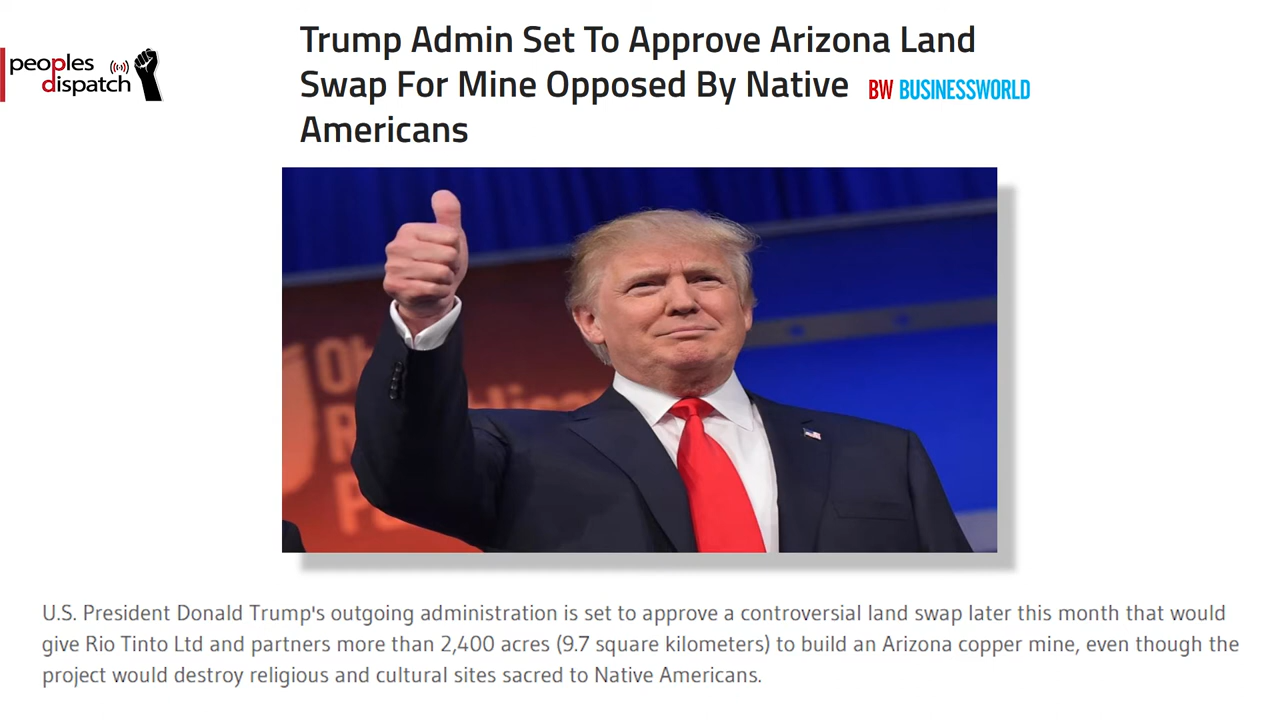 Trump Admin Set To Approve Arizona Land
Swap For Mine Opposed By Native
Americans
peoples
dispatch
BW BUSINESSWORLD
U.S. President Donald Trump's outgoing administration is set to approve a controversial land swap later this month that would
give Rio Tinto Ltd and partners more than 2,400 acres (9.7 square kilometers) to build an Arizona copper mine, even though the
project would destroy religious and cultural sites sacred to Native Americans.